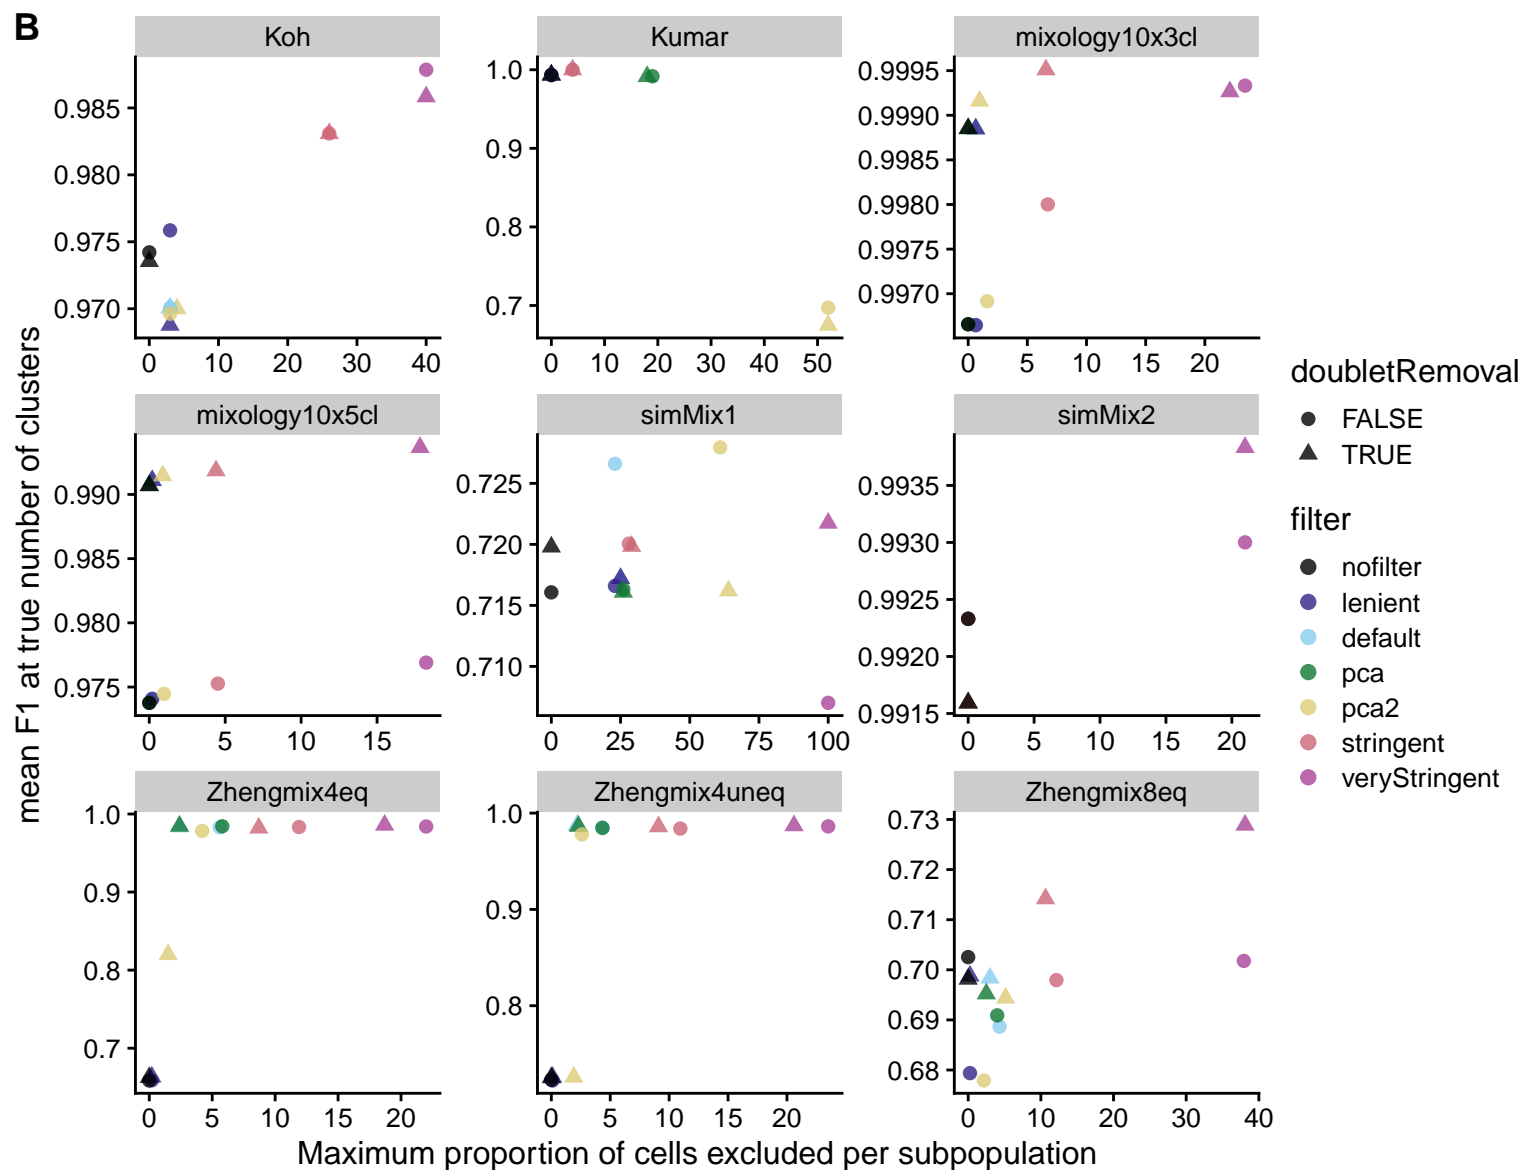 B
Koh
Kumar
mixology10x3cl
0.985
0.980
0.975
0.970
0 10 20 30 40
1.0
0.9
0.8
0.7
0 10 20 30 40 50
0.9995
0.9990
0.9985
0.9980
0.9975
0.9970
0 5 10 15 20
mixology10x5cl
simMix1
simMix2
0.990
0.985
0.980
0.975
0 5 10 15
0.725
0.720
0.715
0.710
0 25 50 75 100
0.9935
0.9930
0.9925
0.9920
0.9915
0 5 10 15 20
Zhengmix4eq
Zhengmix4uneq
Zhengmix8eq
1.0
0.9
0.8
0.7
0 5 10 15 20
1.0
0.9
0.8
0 5 10 15 20
0.73
0.72
0.71
0.70
0.69
0.68
0 10 20 30 40
mean F1 at true number of clusters
Maximum proportion of cells excluded per subpopulation
doubletRemoval
FALSE
TRUE
filter
nofilter
lenient
default
pca
pca2
stringent
veryStringent